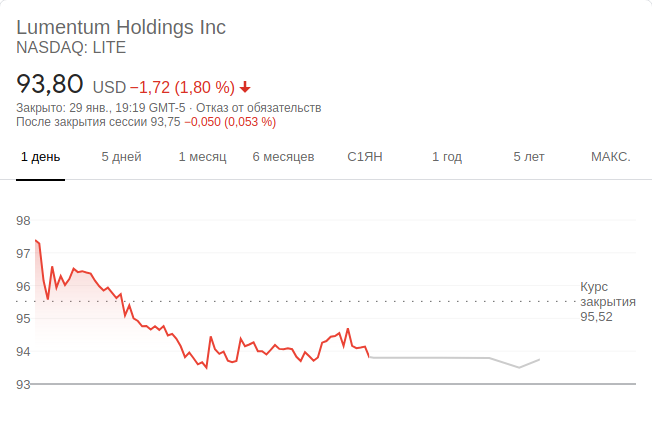 Lumentum Holdings Inc
NASDAQ: LITE
93,80 USD −1,72 (1,80 %)
Закрыто: 29 янв., 19:19 GMT-5 · Отказ от обязательств
После закрытия сессии 93,75 −0,050 (0,053 %)
1 день 5 дней 1 месяц 6 месяцев С1ЯН 1 год 5 лет МАКС.
98
97
96
95
94
93
Курс
закрытия
95,52